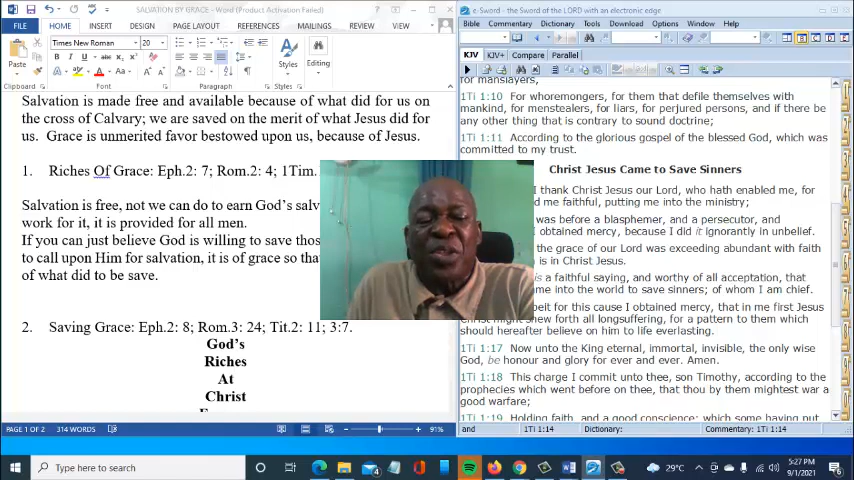 SALVATION BY GRACE - Word (Product Activation Failed)
FILE HOME INSERT DESIGN PAGE LAYOUT REFERENCES MAILINGS REVIEW VIEW
Times New Roman 20
Paste
Styles
Editing
Clipboard Font Paragraph Styles
Salvation is made free and available because of what did for us on
the cross of Calvary; we are saved on the merit of what Jesus did for
us. Grace is unmerited favor bestowed upon us, because of Jesus.
1. Riches Of Grace: Eph.2: 7; Rom.2: 4; 1Tim.
Salvation is free, not we can do to earn God's
work for it, it is provided for all men.
If you can just believe God is willing to save
to call upon Him for salvation, it is of grace so
of what did to be save.
2. Saving Grace: Eph.2: 8; Rom.3: 24; Tit.2: 11; 3:7.
God's
Riches
At
Christ
PAGE 1 OF 2 314 WORDS 91%
e-Sword - the Sword of the LORD with an electronic edge
Bible Commentary Dictionary Tools Download Options Window Help
KJV KJV+ Compare Parallel
for manslayers,
1Ti 1:10 For whoremongers, for them that defile themselves with
mankind, for menstealers, for liars, for perjured persons, and if there be
any other thing that is contrary to sound doctrine;
1Ti 1:11 According to the glorious gospel of the blessed God, which was
committed to my trust.
Christ Jesus Came to Save Sinners
I thank Christ Jesus our Lord, who hath enabled me, for
me faithful, putting me into the ministry;
was before a blasphemer, and a persecutor, and
I obtained mercy, because I did it ignorantly in unbelief.
the grace of our Lord was exceeding abundant with faith
is in Christ Jesus.
is a faithful saying, and worthy of all acceptation, that
into the world to save sinners; of whom I am chief.
for this cause I obtained mercy, that in me first Jesus
Christ might shew forth all longsuffering, for a pattern to them which
should hereafter believe on him to life everlasting.
1Ti 1:17 Now unto the King eternal, immortal, invisible, the only wise
God, be honour and glory for ever and ever. Amen.
1Ti 1:18 This charge I commit unto thee, son Timothy, according to the
prophecies which went before on thee, that thou by them mightest war a
good warfare;
1Ti 1:19 Holding faith, and a good conscience; which some having put
and 1Ti 1:14 Dictionary: Commentary: 1Ti 1:14
Type here to search
29°C
5:27 PM
9/1/2021